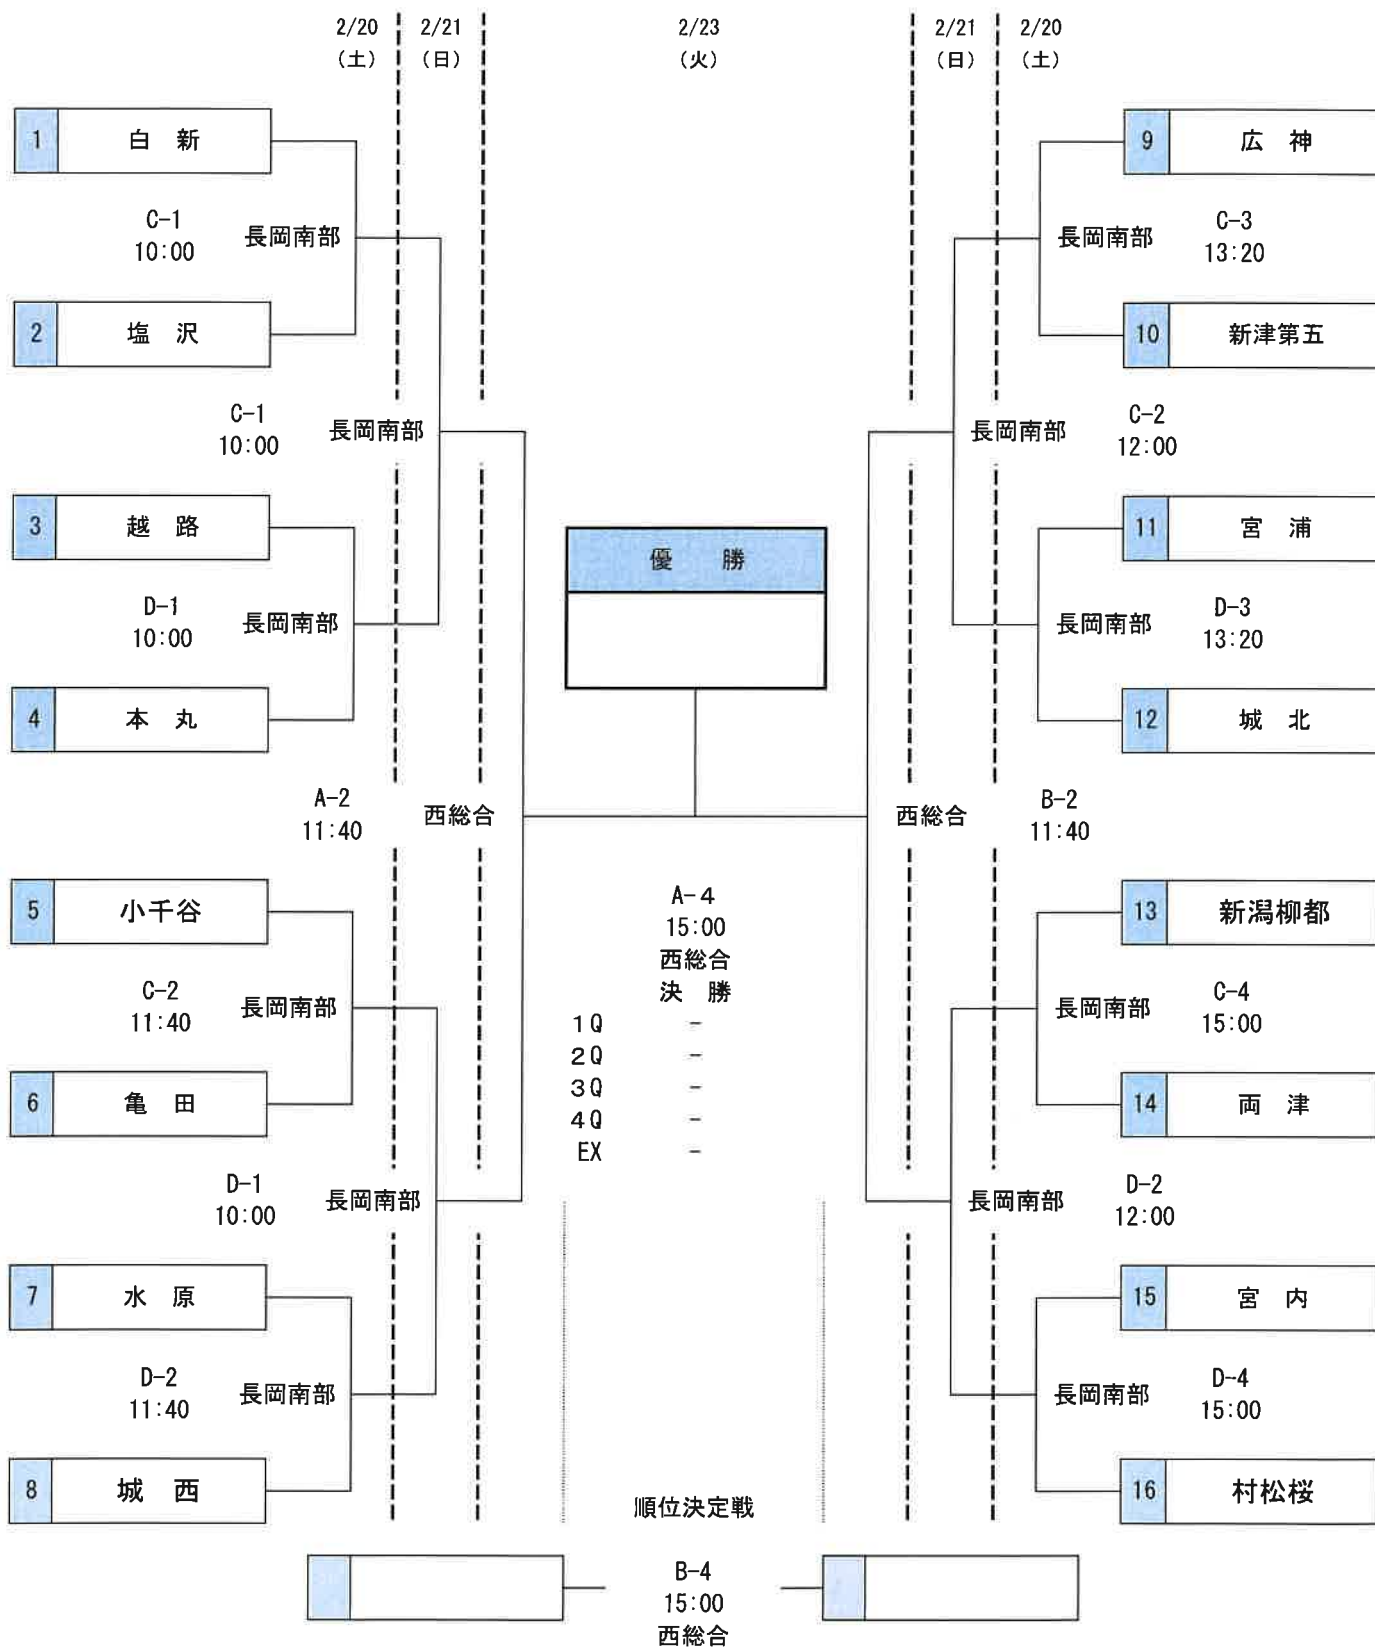 2/20 2/21 2/23 2/21 2/20
(土) (日) (火) (日) (土)
1 白 新
C-1
10:00
長岡南部
2 塩 沢
C-1
10:00
長岡南部
3 越 路
D-1
10:00
長岡南部
4 本 丸
A-2
11:40
西総合
5 小千谷
C-2
11:40
長岡南部
6 亀 田
D-1
10:00
長岡南部
7 水 原
D-2
11:40
長岡南部
8 城 西
優 勝
A-4
15:00
西総合
決 勝
1Q -
2Q -
3Q -
4Q -
EX -
9 広 神
長岡南部
C-3
13:20
10 新津第五
長岡南部
C-2
12:00
11 宮 浦
長岡南部
D-3
13:20
12 城 北
西総合
B-2
11:40
13 新潟柳都
長岡南部
C-4
15:00
14 両 津
長岡南部
D-2
12:00
15 宮 内
長岡南部
D-4
15:00
16 村松桜
順位決定戦
B-4
15:00
西総合